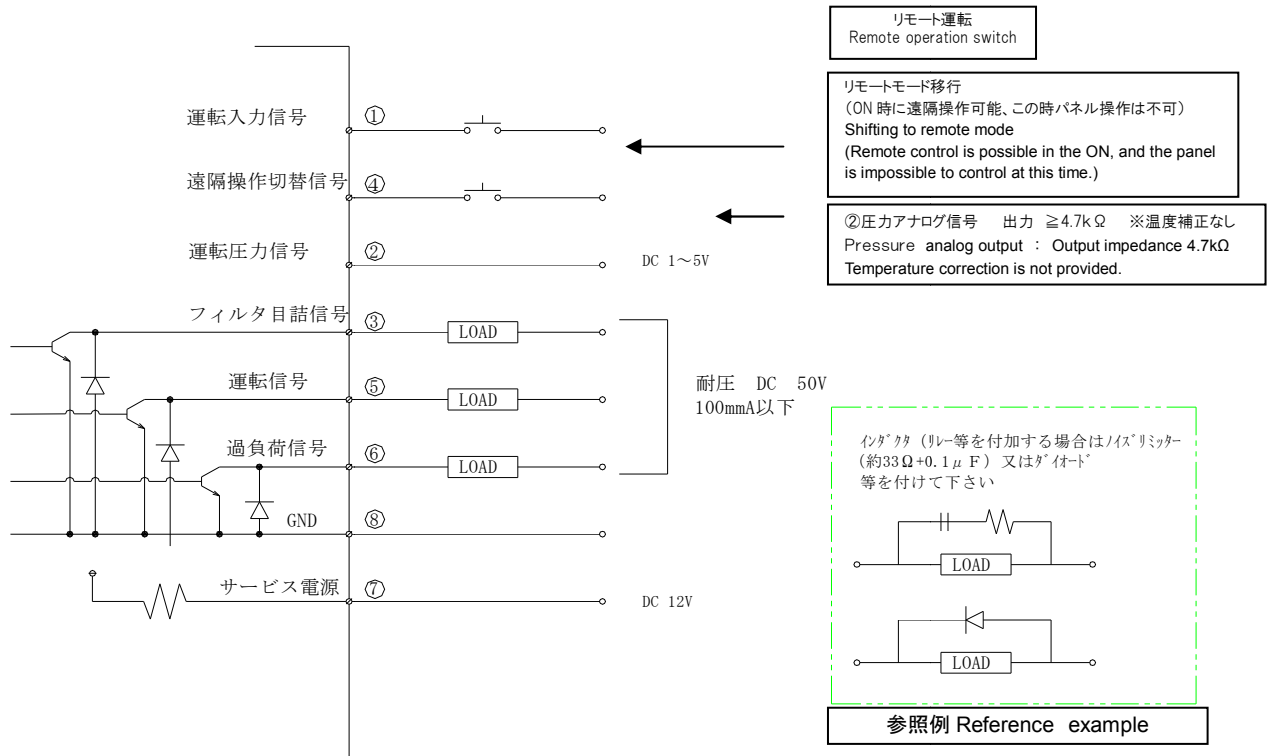 リモート運転
Remote operation switch
リモートモード移行
（ON 時に遠隔操作可能、この時パネル操作は不可）
Shifting to remote mode
(Remote control is possible in the ON, and the panel
is impossible to control at this time.)
②圧力アナログ信号　出力 ≧4.7kΩ　※温度補正なし
Pressure analog output ： Output impedance 4.7kΩ
Temperature correction is not provided.
運転入力信号 ①
遠隔操作切替信号 ④
運転圧力信号 ② DC 1～5V
フィルタ目詰信号 ③ LOAD
運転信号 ⑤ LOAD
過負荷信号 ⑥ LOAD
耐圧 DC 50V
100mmA以下
GND ⑧
サービス電源 ⑦ DC 12V
ｲﾝﾀﾞｸﾀ（ﾘﾚｰ等を付加する場合はﾉｲｽﾞﾘﾐｯﾀｰ
（約33Ω+0.1μF）又はﾀﾞｲｵｰﾄﾞ
等を付けて下さい
LOAD
LOAD
参照例 Reference example